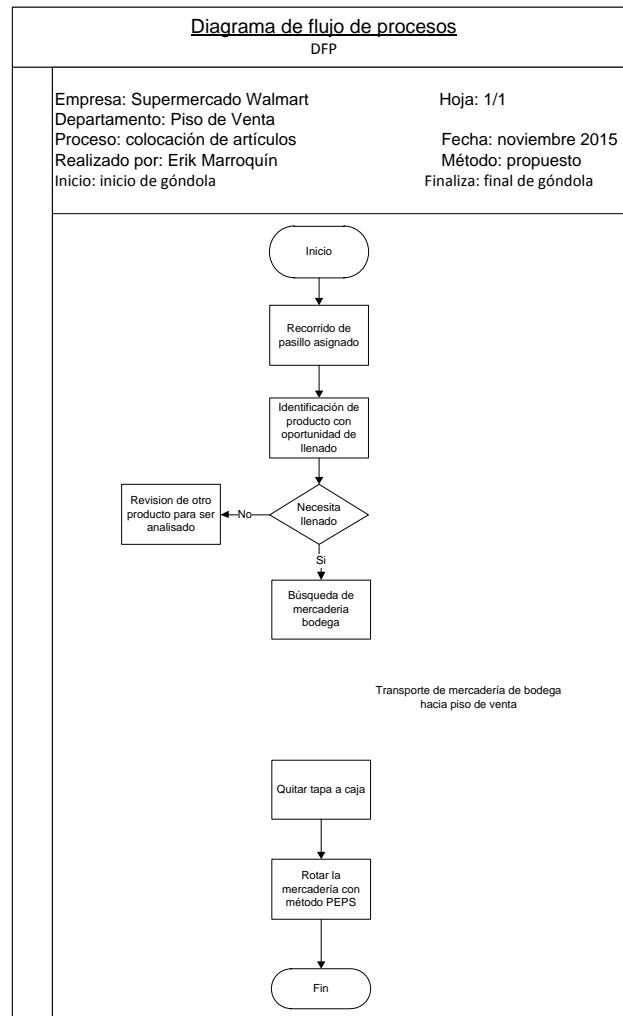 Diagrama de flujo de procesos
DFP
Empresa: Supermercado Walmart Hoja: 1/1
Departamento: Piso de Venta
Proceso: colocación de artículos Fecha: noviembre 2015
Realizado por: Erik Marroquín Método: propuesto
Inicio: inicio de góndola Finaliza: final de góndola
Inicio
Recorrido de
pasillo asignado
Identificación de
producto con
oportunidad de
llenado
Necesita
llenado
No
Revision de otro
producto para ser
analisado
Si
Búsqueda de
mercaderia
bodega
Transporte de mercadería de bodega
hacia piso de venta
Quitar tapa a caja
Rotar la
mercadería con
método PEPS
Fin